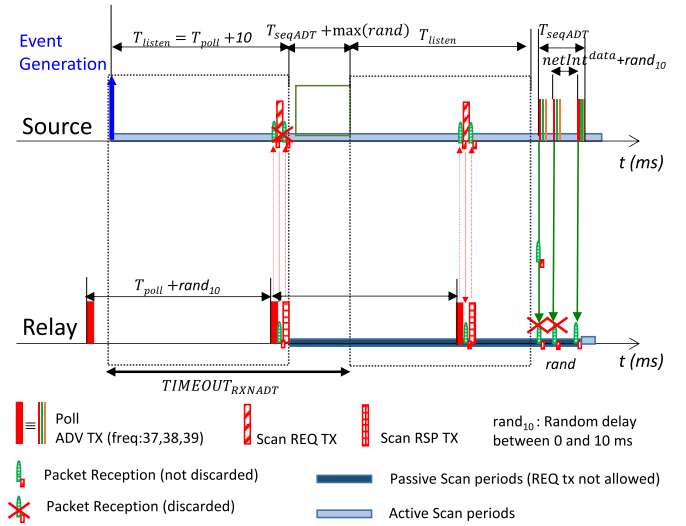 T_listen = T_poll +10
T_seqADT +max(rand)
T_listen
T_seqADT
Event
Generation
netInt^data+rand_10
Source
t (ms)
T_poll +rand_10
Relay
rand
t (ms)
TIMEOUT_RXNADT
≡ Poll
ADV TX (freq:37,38,39)
Scan REQ TX
Scan RSP TX
rand_10 : Random delay
between 0 and 10 ms
Packet Reception (not discarded)
Passive Scan periods (REQ tx not allowed)
Packet Reception (discarded)
Active Scan periods